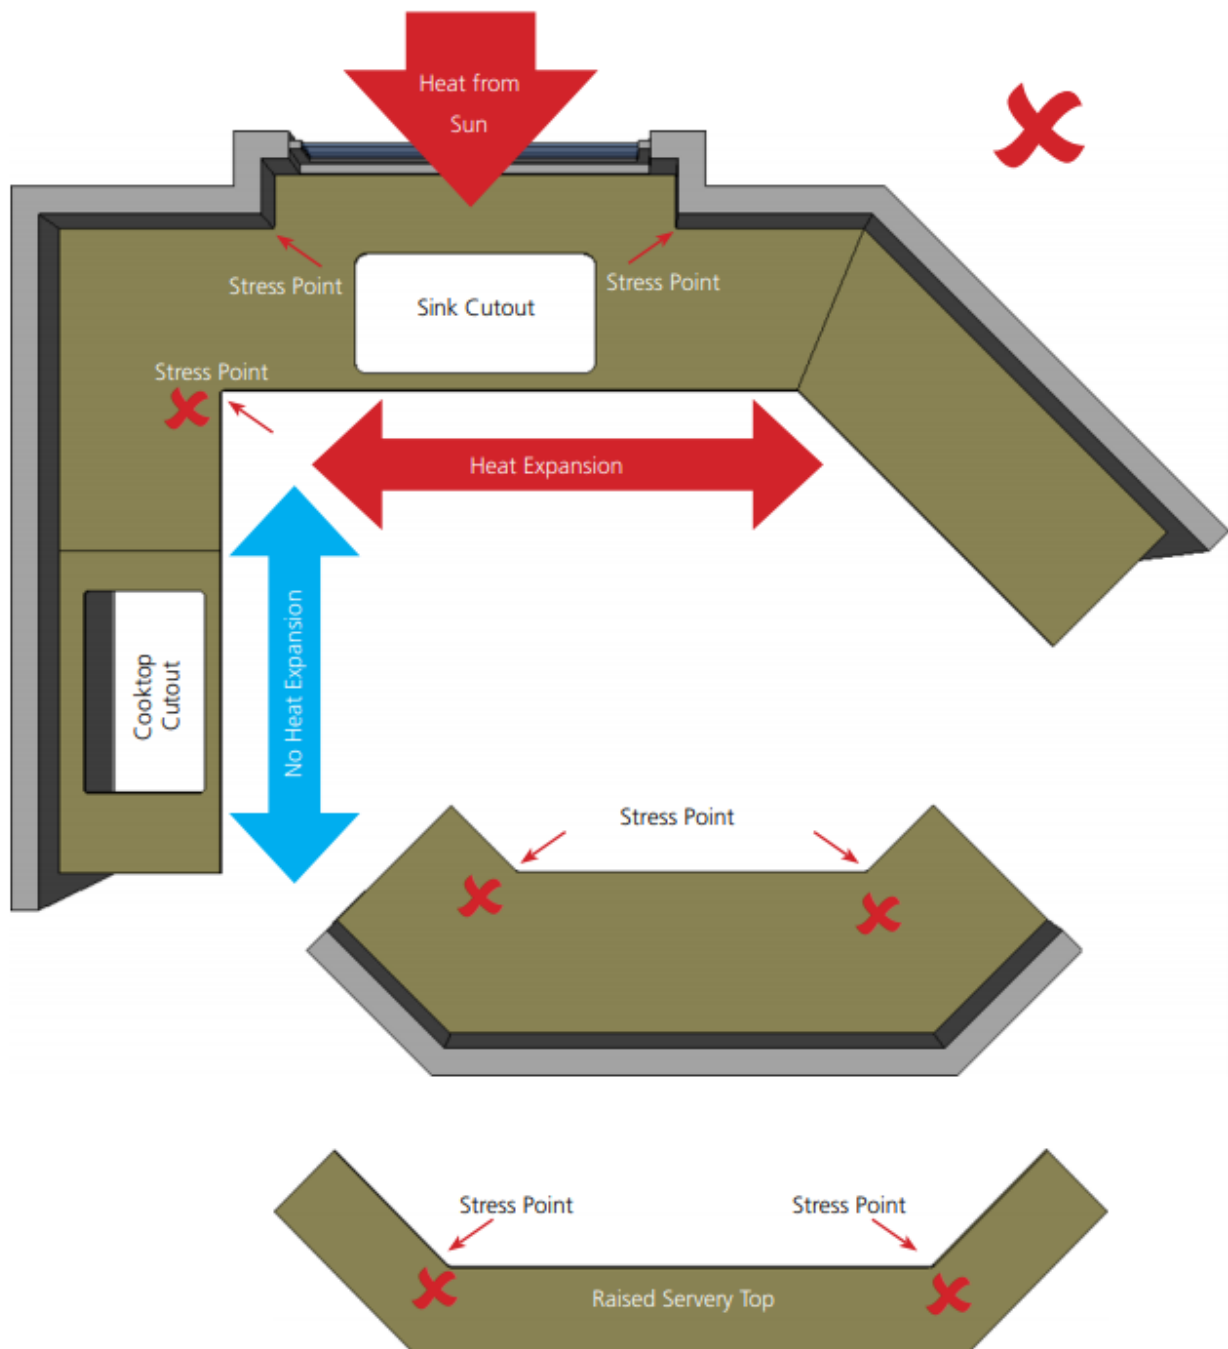 Heat from
Sun
Stress Point
Stress Point
Sink Cutout
Stress Point
Heat Expansion
No Heat Expansion
Cooktop
Cutout
Stress Point
Stress Point
Stress Point
Raised Servery Top